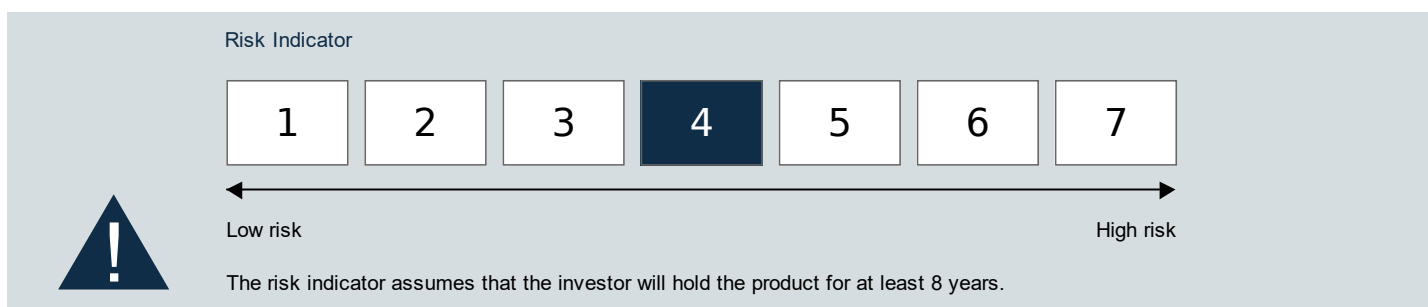 Risk Indicator
1 2 3 4 5 6 7
Low risk High risk
!
The risk indicator assumes that the investor will hold the product for at least 8 years.